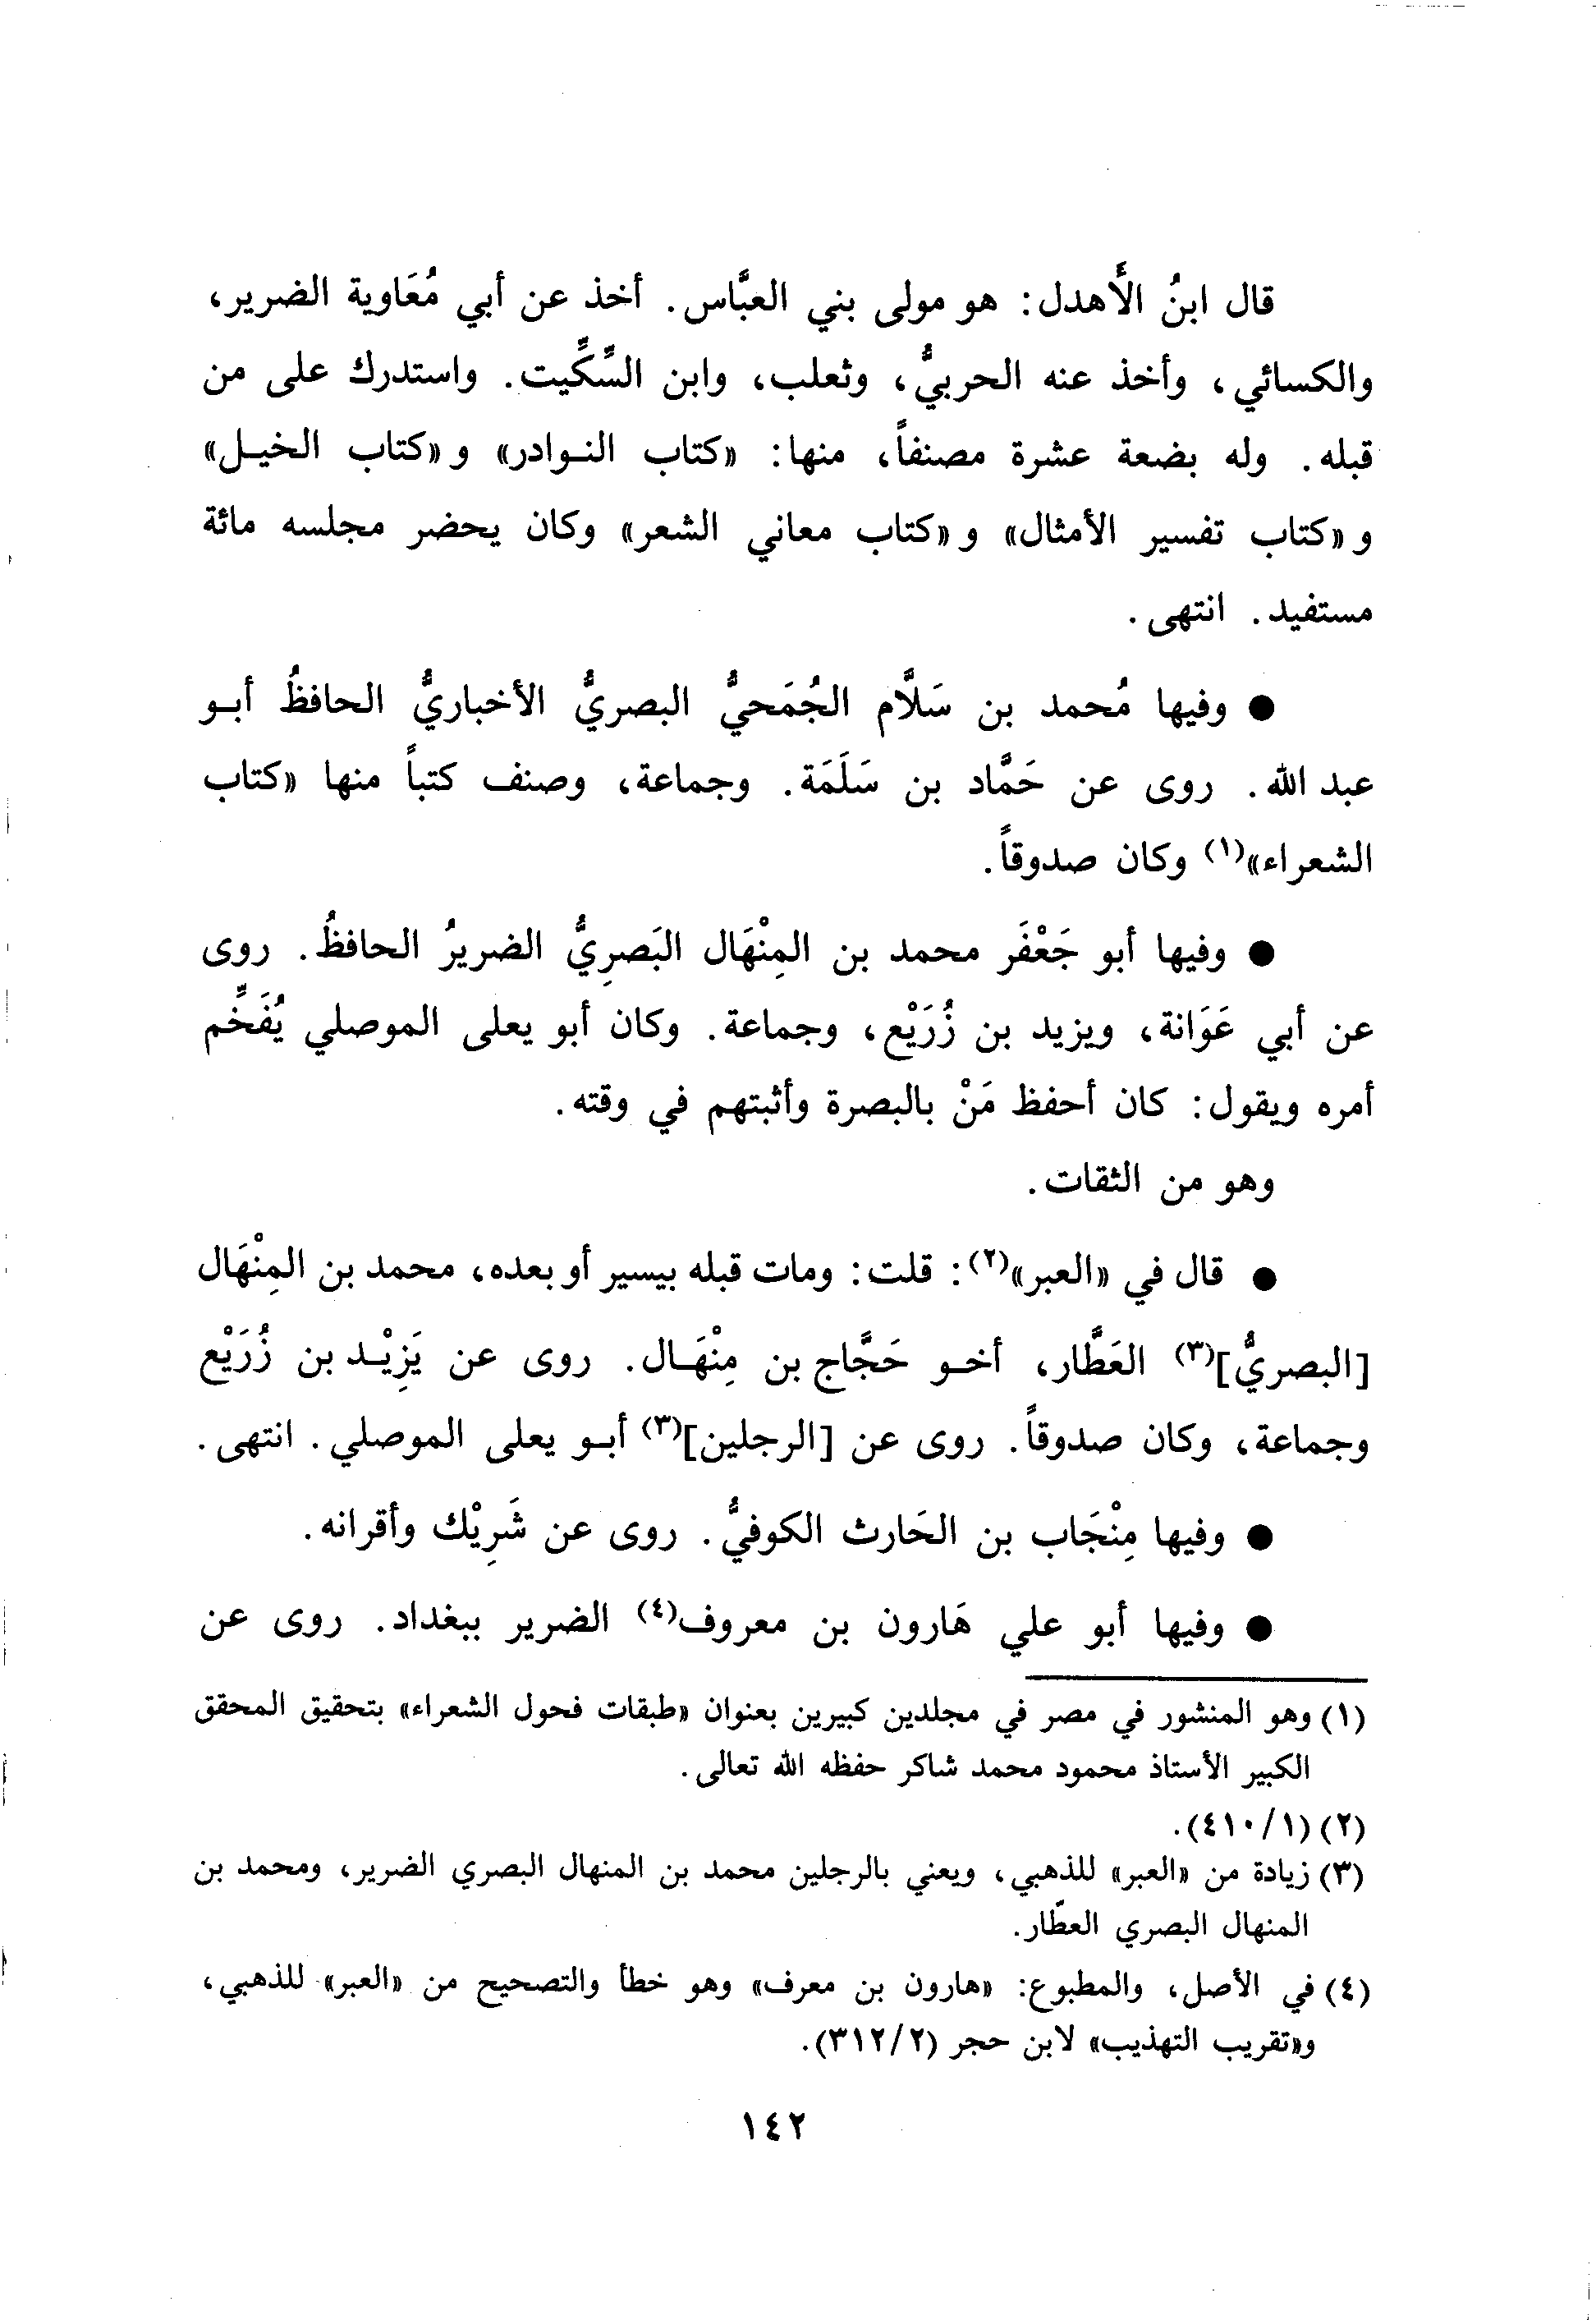 قال ابنُ الأَهدل: هو مولى بني العبَّاس. أخذ عن أبي مُعَاوية الضرير،
والكسائي، وأخذ عنه الحربيُّ، وثعلب، وابن السِّكِّيت. واستدرك على من
قبله. وله بضعة عشرة مصنفاً، منها: «كتاب النوادر» و«كتاب الخيل»
و«كتاب تفسير الأمثال» و«كتاب معاني الشعر» وكان يحضر مجلسه مائة
مستفيد. انتهى.
● وفيها مُحمد بن سَلَّام الجُمَحيُّ البصريُّ الأخباريُّ الحافظُ أبو
عبد الله. روى عن حَمَّاد بن سَلَمَة. وجماعة، وصنف كتباً منها «كتاب
الشعراء»(١) وكان صدوقاً.
● وفيها أبو جَعْفَر محمد بن المِنْهَال البَصرِيُّ الضريرُ الحافظُ. روى
عن أبي عَوَانة، ويزيد بن زُرَيْع، وجماعة. وكان أبو يعلى الموصلي يُفَخِّم
أمره ويقول: كان أحفظ مَنْ بالبصرة وأثبتهم في وقته.
وهو من الثقات.
● قال في «العبر»(٢): قلت: ومات قبله بيسير أو بعده، محمد بن المِنْهَال
[البصريُّ](٣) العَطَّار، أخو حَجَّاج بن مِنْهَال. روى عن يَزِيْد بن زُرَيْع
وجماعة، وكان صدوقاً. روى عن [الرجلين](٣) أبو يعلى الموصلي. انتهى.
● وفيها مِنْجَاب بن الحَارث الكوفيُّ. روى عن شَرِيْك وأقرانه.
● وفيها أبو علي هَارون بن معروف(٤) الضرير ببغداد. روى عن
(١) وهو المنشور في مصر في مجلدين كبيرين بعنوان «طبقات فحول الشعراء» بتحقيق المحقق
الكبير الأستاذ محمود محمد شاكر حفظه الله تعالى.
(٢) (٤١٠/١).
(٣) زيادة من «العبر» للذهبي، ويعني بالرجلين محمد بن المنهال البصري الضرير، ومحمد بن
المنهال البصري العطّار.
(٤) في الأصل، والمطبوع: «هارون بن معرف» وهو خطأ والتصحيح من «العبر» للذهبي،
و«تقريب التهذيب» لابن حجر (٣١٢/٢).
١٤٢